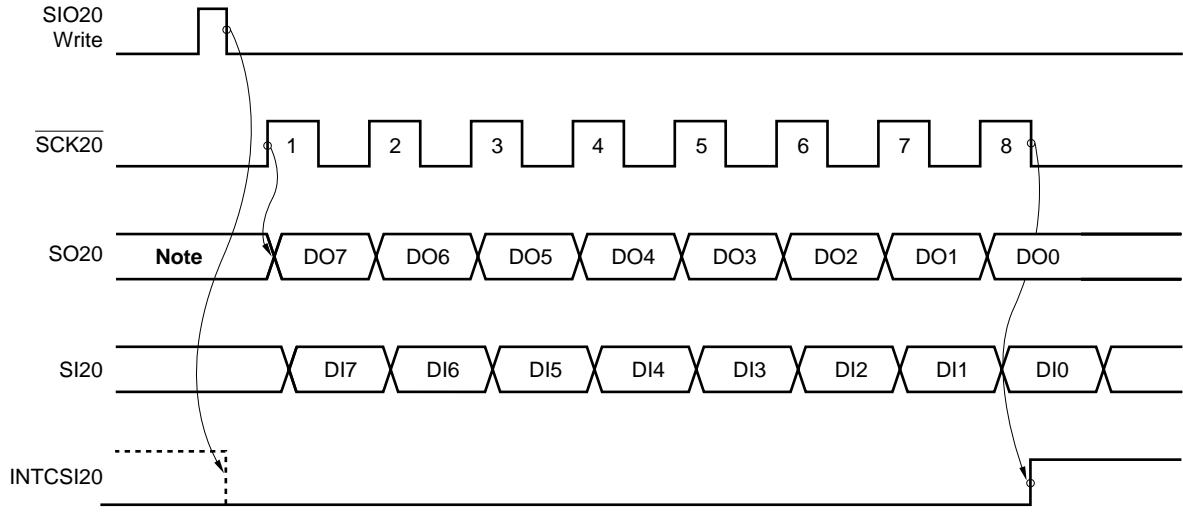 SIO20
Write
SCK20
1 2 3 4 5 6 7 8
SO20 Note DO7 DO6 DO5 DO4 DO3 DO2 DO1 DO0
SI20 DI7 DI6 DI5 DI4 DI3 DI2 DI1 DI0
INTCSI20